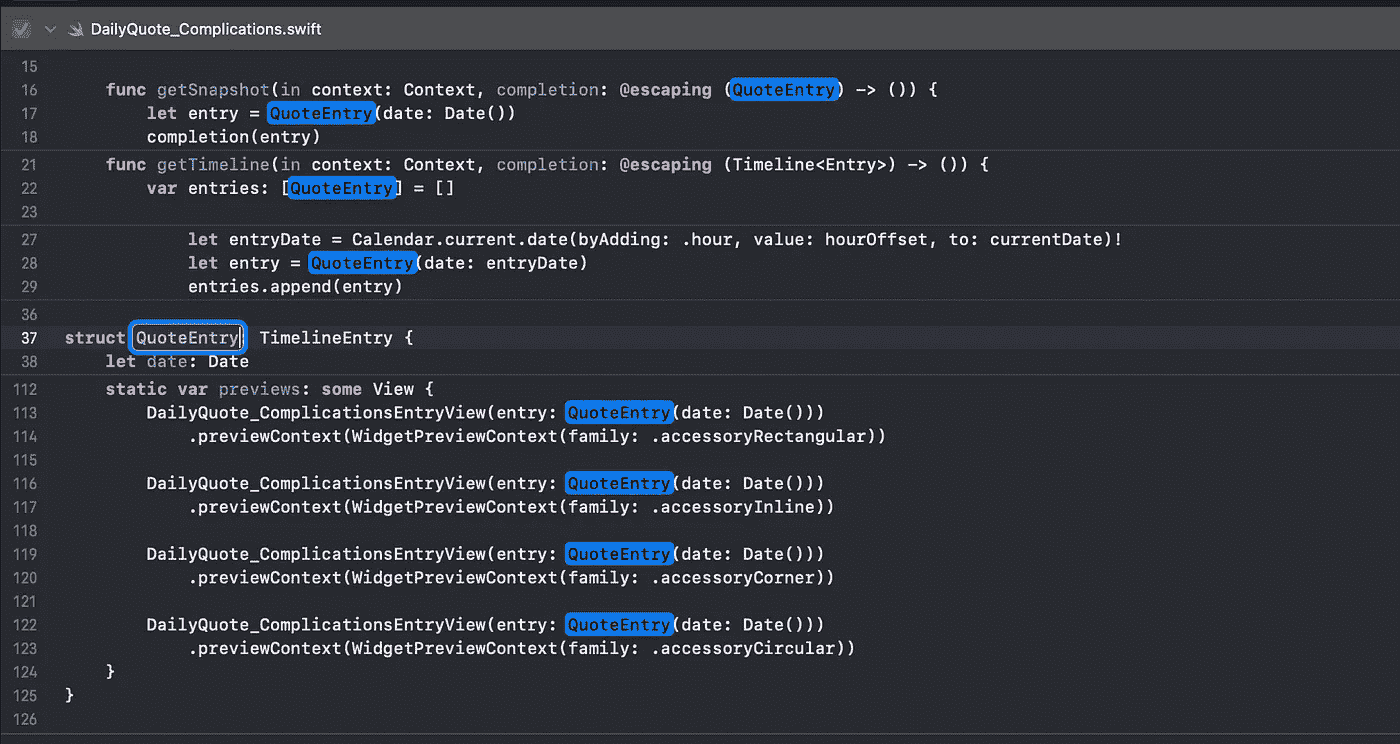 DailyQuote_Complications.swift
15
16 func getSnapshot(in context: Context, completion: @escaping (QuoteEntry) -> ()) {
17 let entry = QuoteEntry(date: Date())
18 completion(entry)
21 func getTimeline(in context: Context, completion: @escaping (Timeline<Entry>) -> ()) {
22 var entries: [QuoteEntry] = []
23
27 let entryDate = Calendar.current.date(byAdding: .hour, value: hourOffset, to: currentDate)!
28 let entry = QuoteEntry(date: entryDate)
29 entries.append(entry)
36
37 struct QuoteEntry: TimelineEntry {
38 let date: Date
112 static var previews: some View {
113 DailyQuote_ComplicationsEntryView(entry: QuoteEntry(date: Date()))
114 .previewContext(WidgetPreviewContext(family: .accessoryRectangular))
115
116 DailyQuote_ComplicationsEntryView(entry: QuoteEntry(date: Date()))
117 .previewContext(WidgetPreviewContext(family: .accessoryInline))
118
119 DailyQuote_ComplicationsEntryView(entry: QuoteEntry(date: Date()))
120 .previewContext(WidgetPreviewContext(family: .accessoryCorner))
121
122 DailyQuote_ComplicationsEntryView(entry: QuoteEntry(date: Date()))
123 .previewContext(WidgetPreviewContext(family: .accessoryCircular))
124 }
125 }
126